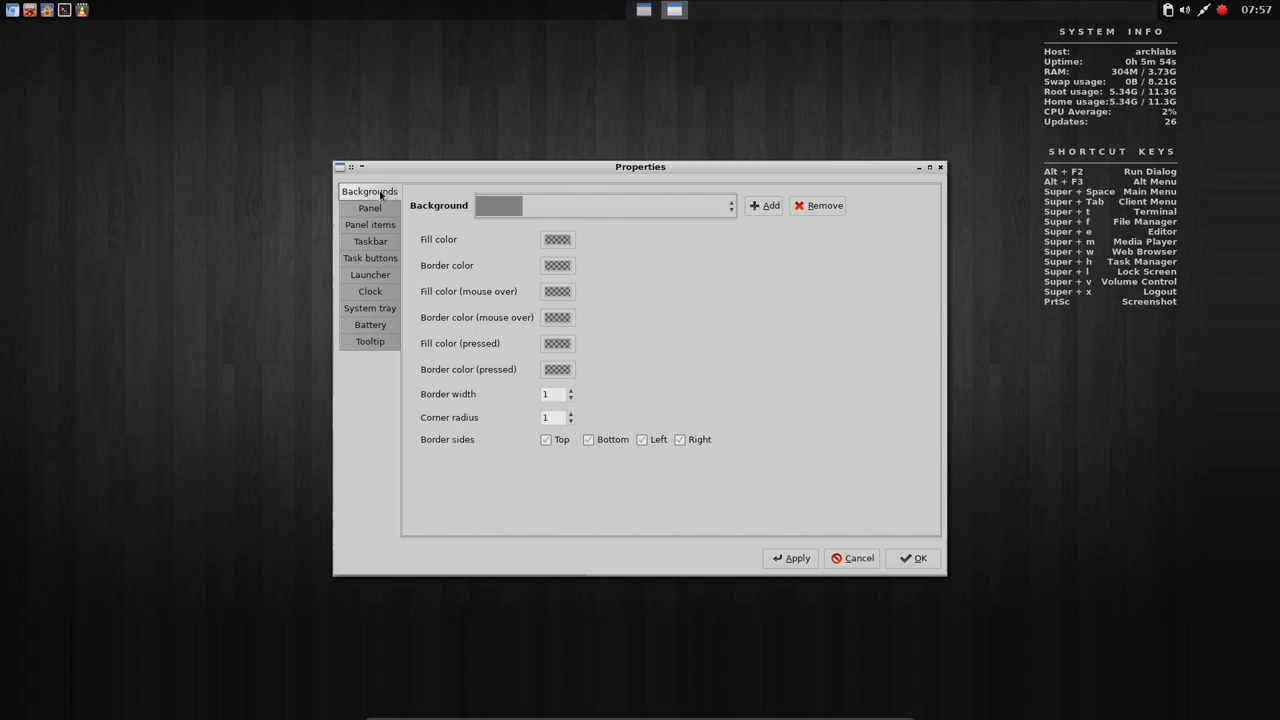 07:57
SYSTEM INFO
Host: archlabs
Uptime: 0h 5m 54s
RAM: 304M / 3.73G
Swap usage: 0B / 8.21G
Root usage: 5.34G / 11.3G
Home usage:5.34G / 11.3G
CPU Average: 2%
Updates: 26
SHORTCUT KEYS
Alt + F2 Run Dialog
Alt + F3 Alt Menu
Super + Space Main Menu
Super + Tab Client Menu
Super + t Terminal
Super + f File Manager
Super + e Editor
Super + m Media Player
Super + w Web Browser
Super + h Task Manager
Super + l Lock Screen
Super + v Volume Control
Super + x Logout
PrtSc Screenshot
Properties
Backgrounds
Panel
Panel items
Taskbar
Task buttons
Launcher
Clock
System tray
Battery
Tooltip
Background Add Remove
Fill color
Border color
Fill color (mouse over)
Border color (mouse over)
Fill color (pressed)
Border color (pressed)
Border width 1
Corner radius 1
Border sides Top Bottom Left Right
Apply Cancel OK